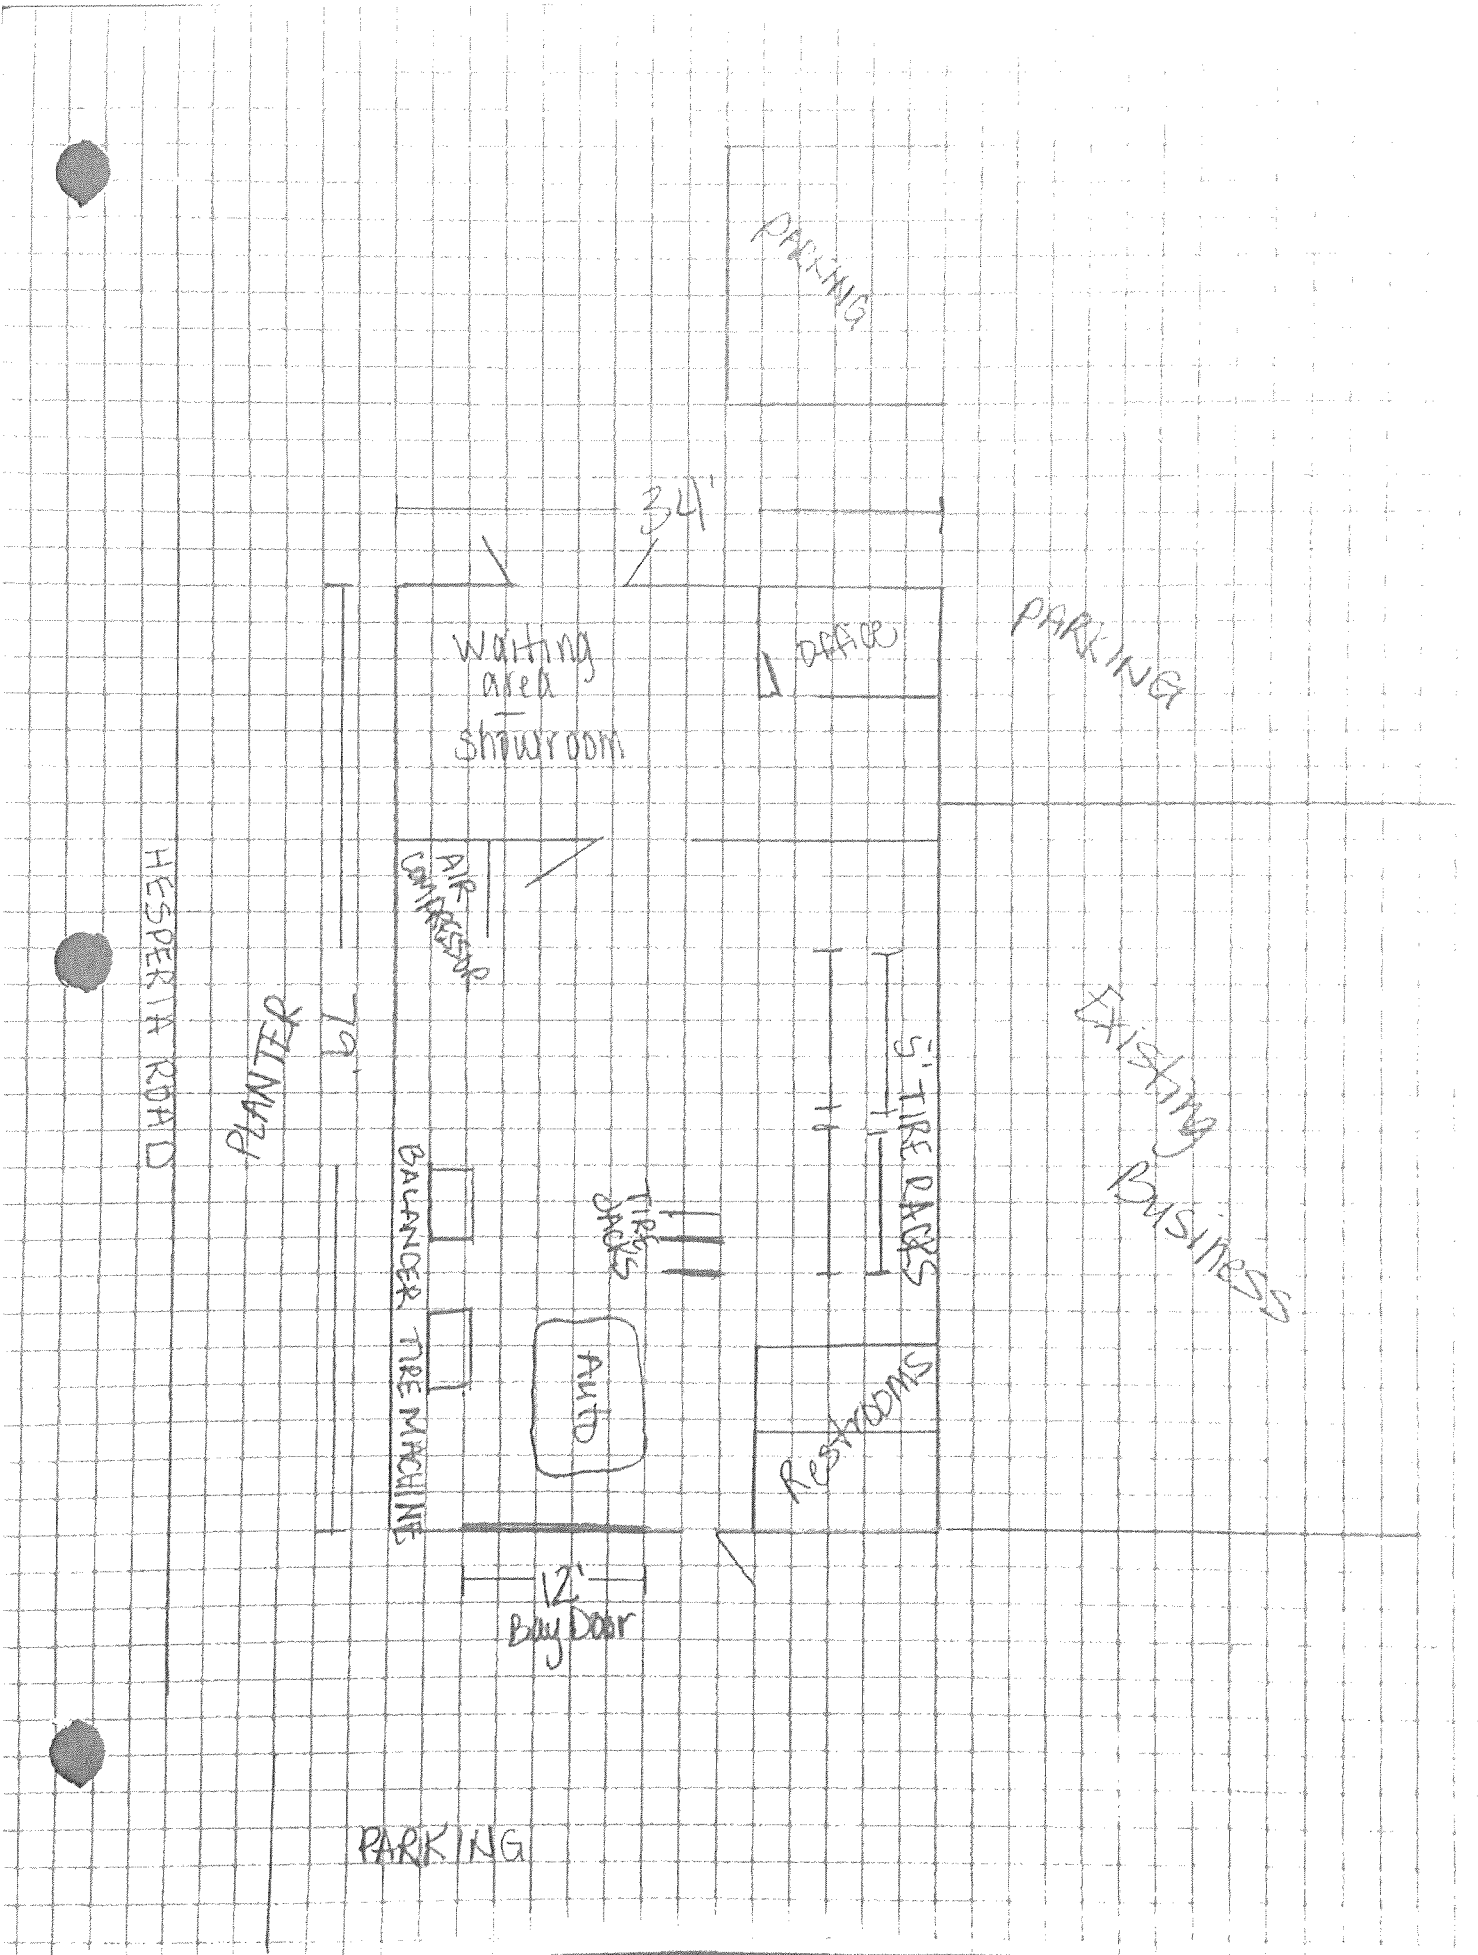 PARKING
34'
Waiting
area
showroom
Office
PARKING
AIR
COMPRESSOR
HESPERIA ROAD
PLANTER
79'
5' TIRE RACKS
Existing
Business
BALANCER TIRE MACHINE
TIRE
JACKS
AUTO
Restrooms
12'
Bay Door
PARKING